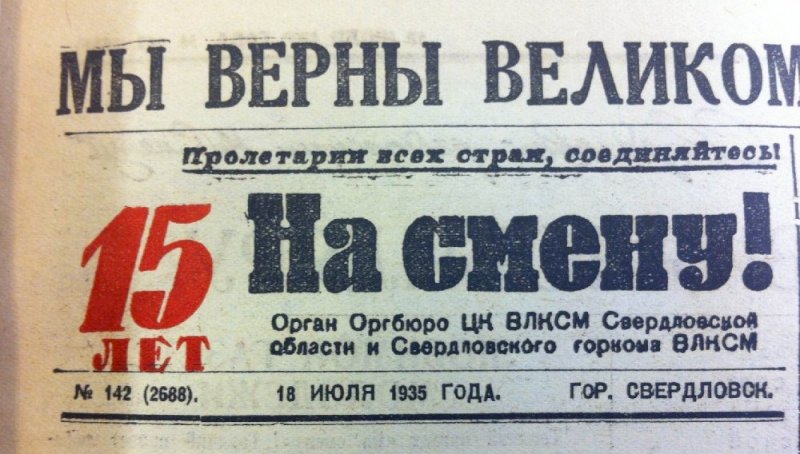 МЫ ВЕРНЫ ВЕЛИКОМ
Пролетарии всех стран, соединяйтесь!
15
ЛЕТ
На смену!
Орган Оргбюро ЦК ВЛКСМ Свердловской
области и Свердловского горкома ВЛКСМ
№ 142 (2688). 18 ИЮЛЯ 1935 ГОДА. ГОР. СВЕРДЛОВСК.